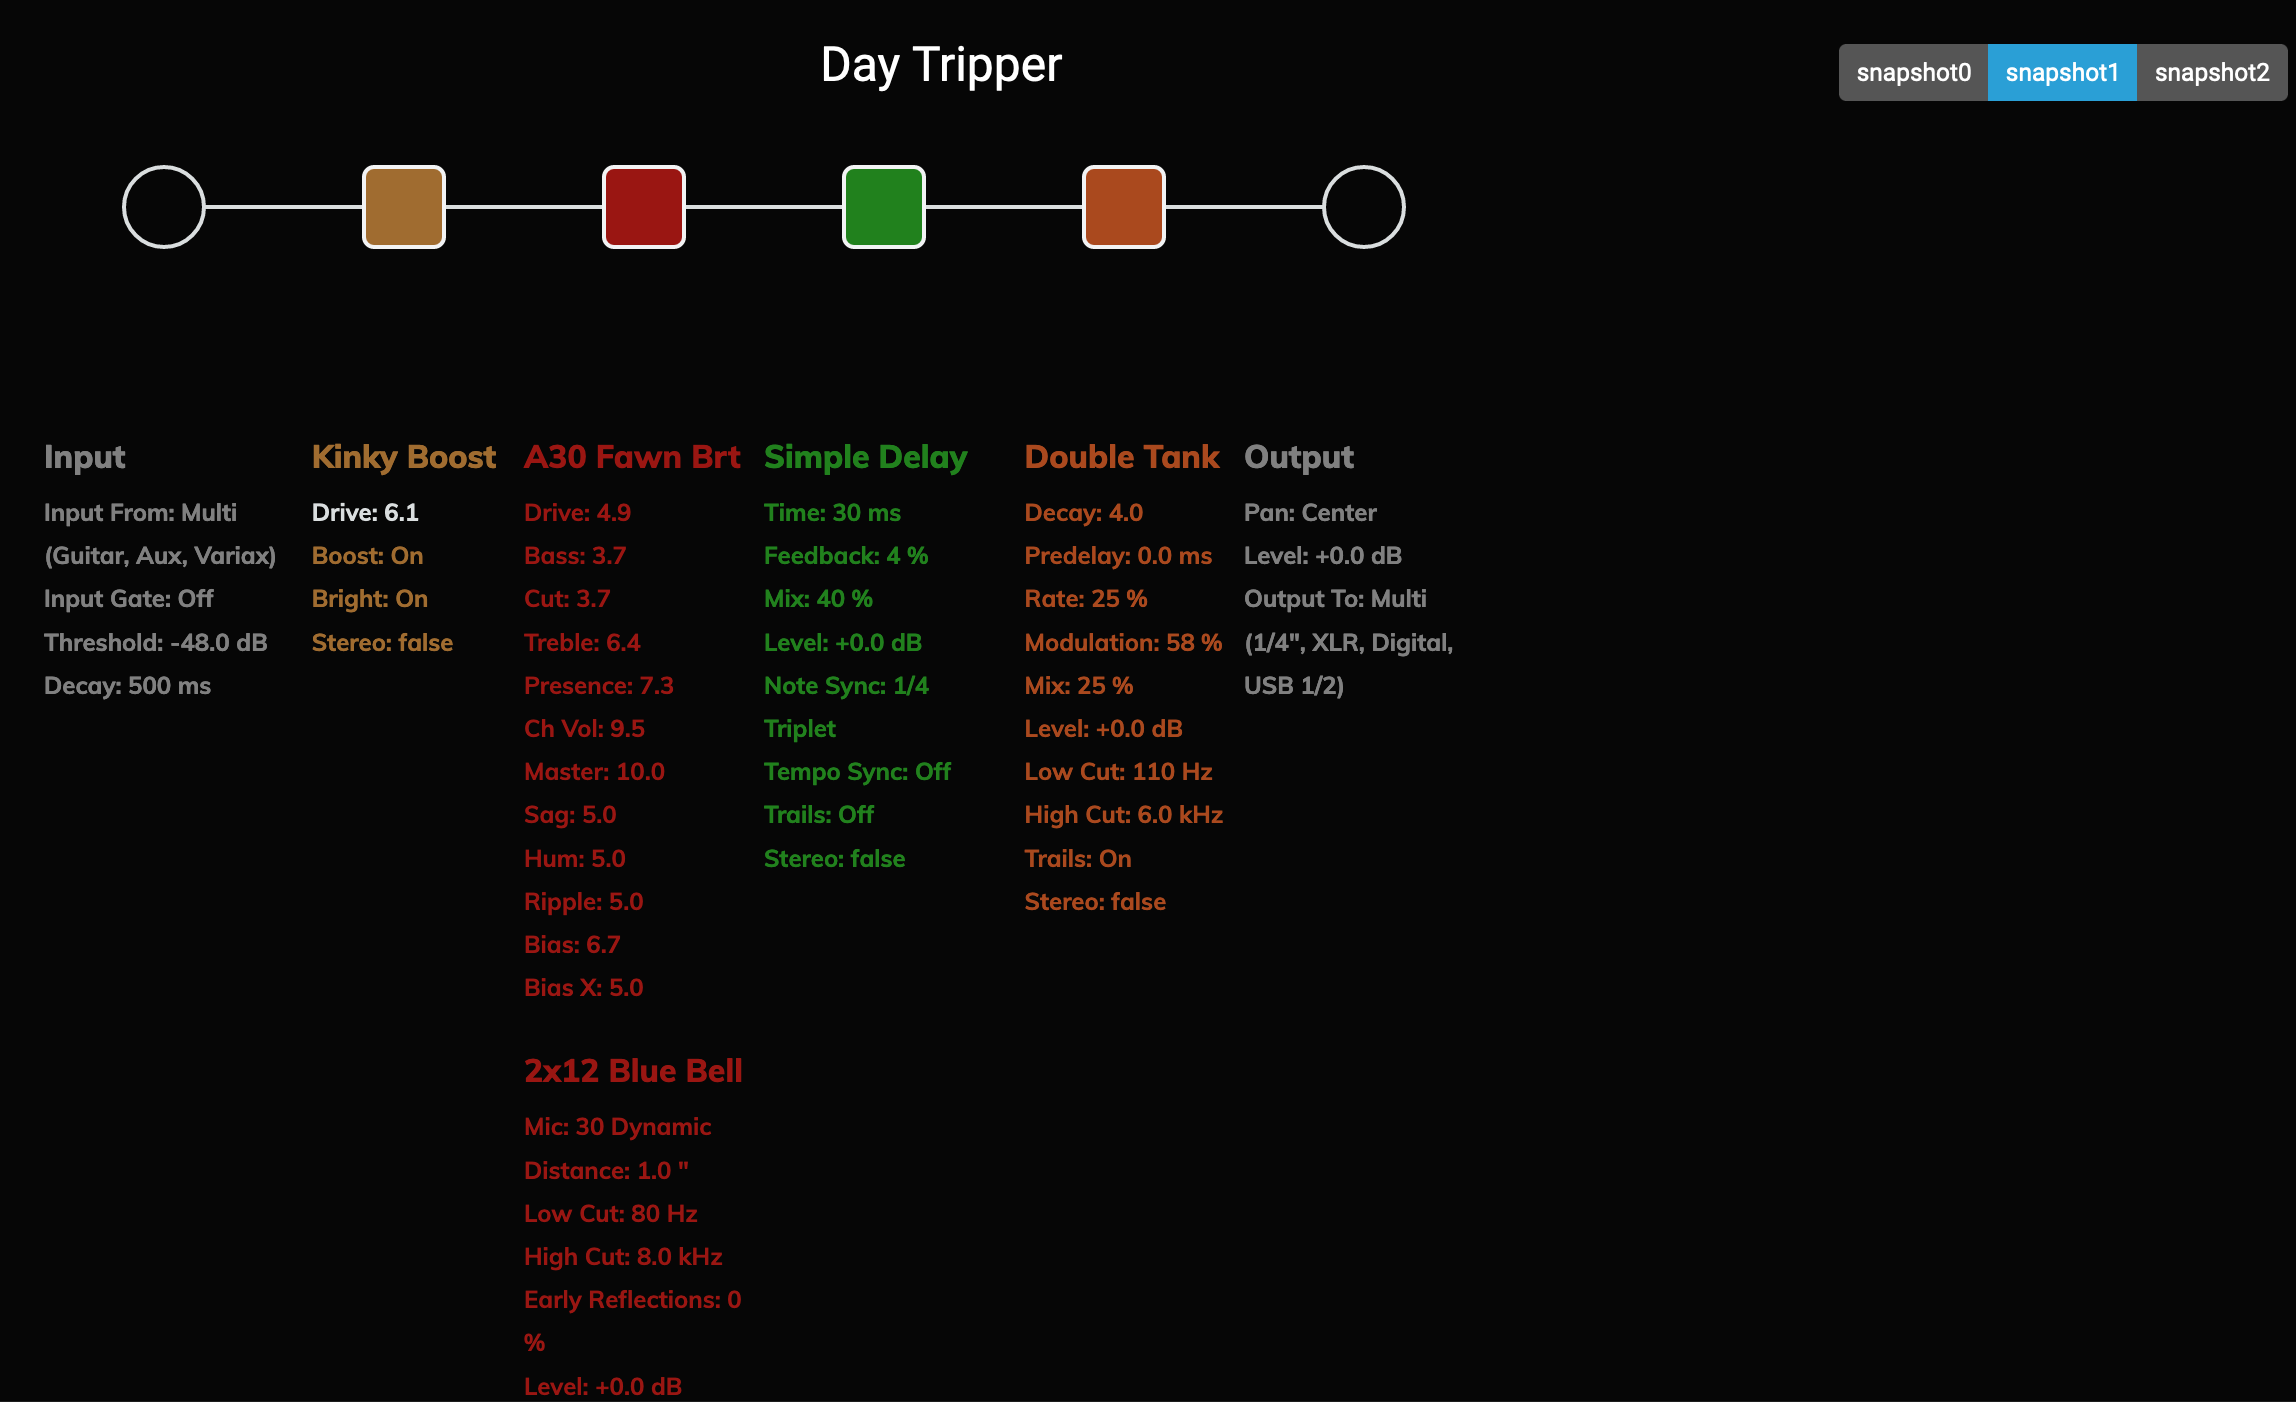 Day Tripper
snapshot0
snapshot1
snapshot2
Input
Input From: Multi
(Guitar, Aux, Variax)
Input Gate: Off
Threshold: -48.0 dB
Decay: 500 ms
Kinky Boost
Drive: 6.1
Boost: On
Bright: On
Stereo: false
A30 Fawn Brt
Drive: 4.9
Bass: 3.7
Cut: 3.7
Treble: 6.4
Presence: 7.3
Ch Vol: 9.5
Master: 10.0
Sag: 5.0
Hum: 5.0
Ripple: 5.0
Bias: 6.7
Bias X: 5.0
2x12 Blue Bell
Mic: 30 Dynamic
Distance: 1.0 "
Low Cut: 80 Hz
High Cut: 8.0 kHz
Early Reflections: 0
%
Level: +0.0 dB
Simple Delay
Time: 30 ms
Feedback: 4 %
Mix: 40 %
Level: +0.0 dB
Note Sync: 1/4
Triplet
Tempo Sync: Off
Trails: Off
Stereo: false
Double Tank
Decay: 4.0
Predelay: 0.0 ms
Rate: 25 %
Modulation: 58 %
Mix: 25 %
Level: +0.0 dB
Low Cut: 110 Hz
High Cut: 6.0 kHz
Trails: On
Stereo: false
Output
Pan: Center
Level: +0.0 dB
Output To: Multi
(1/4", XLR, Digital,
USB 1/2)